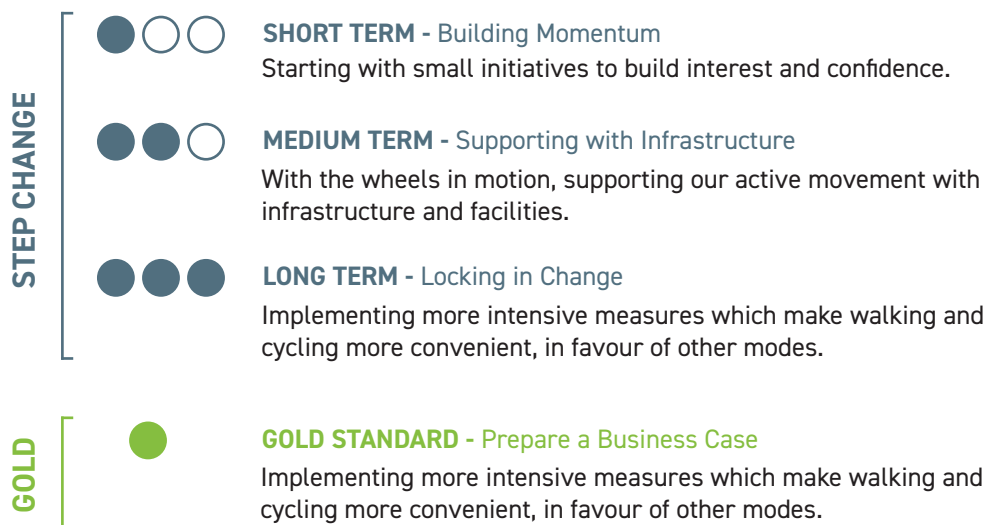 STEP CHANGE
SHORT TERM - Building Momentum
Starting with small initiatives to build interest and confidence.
MEDIUM TERM - Supporting with Infrastructure
With the wheels in motion, supporting our active movement with
infrastructure and facilities.
LONG TERM - Locking in Change
Implementing more intensive measures which make walking and
cycling more convenient, in favour of other modes.
GOLD
GOLD STANDARD - Prepare a Business Case
Implementing more intensive measures which make walking and
cycling more convenient, in favour of other modes.